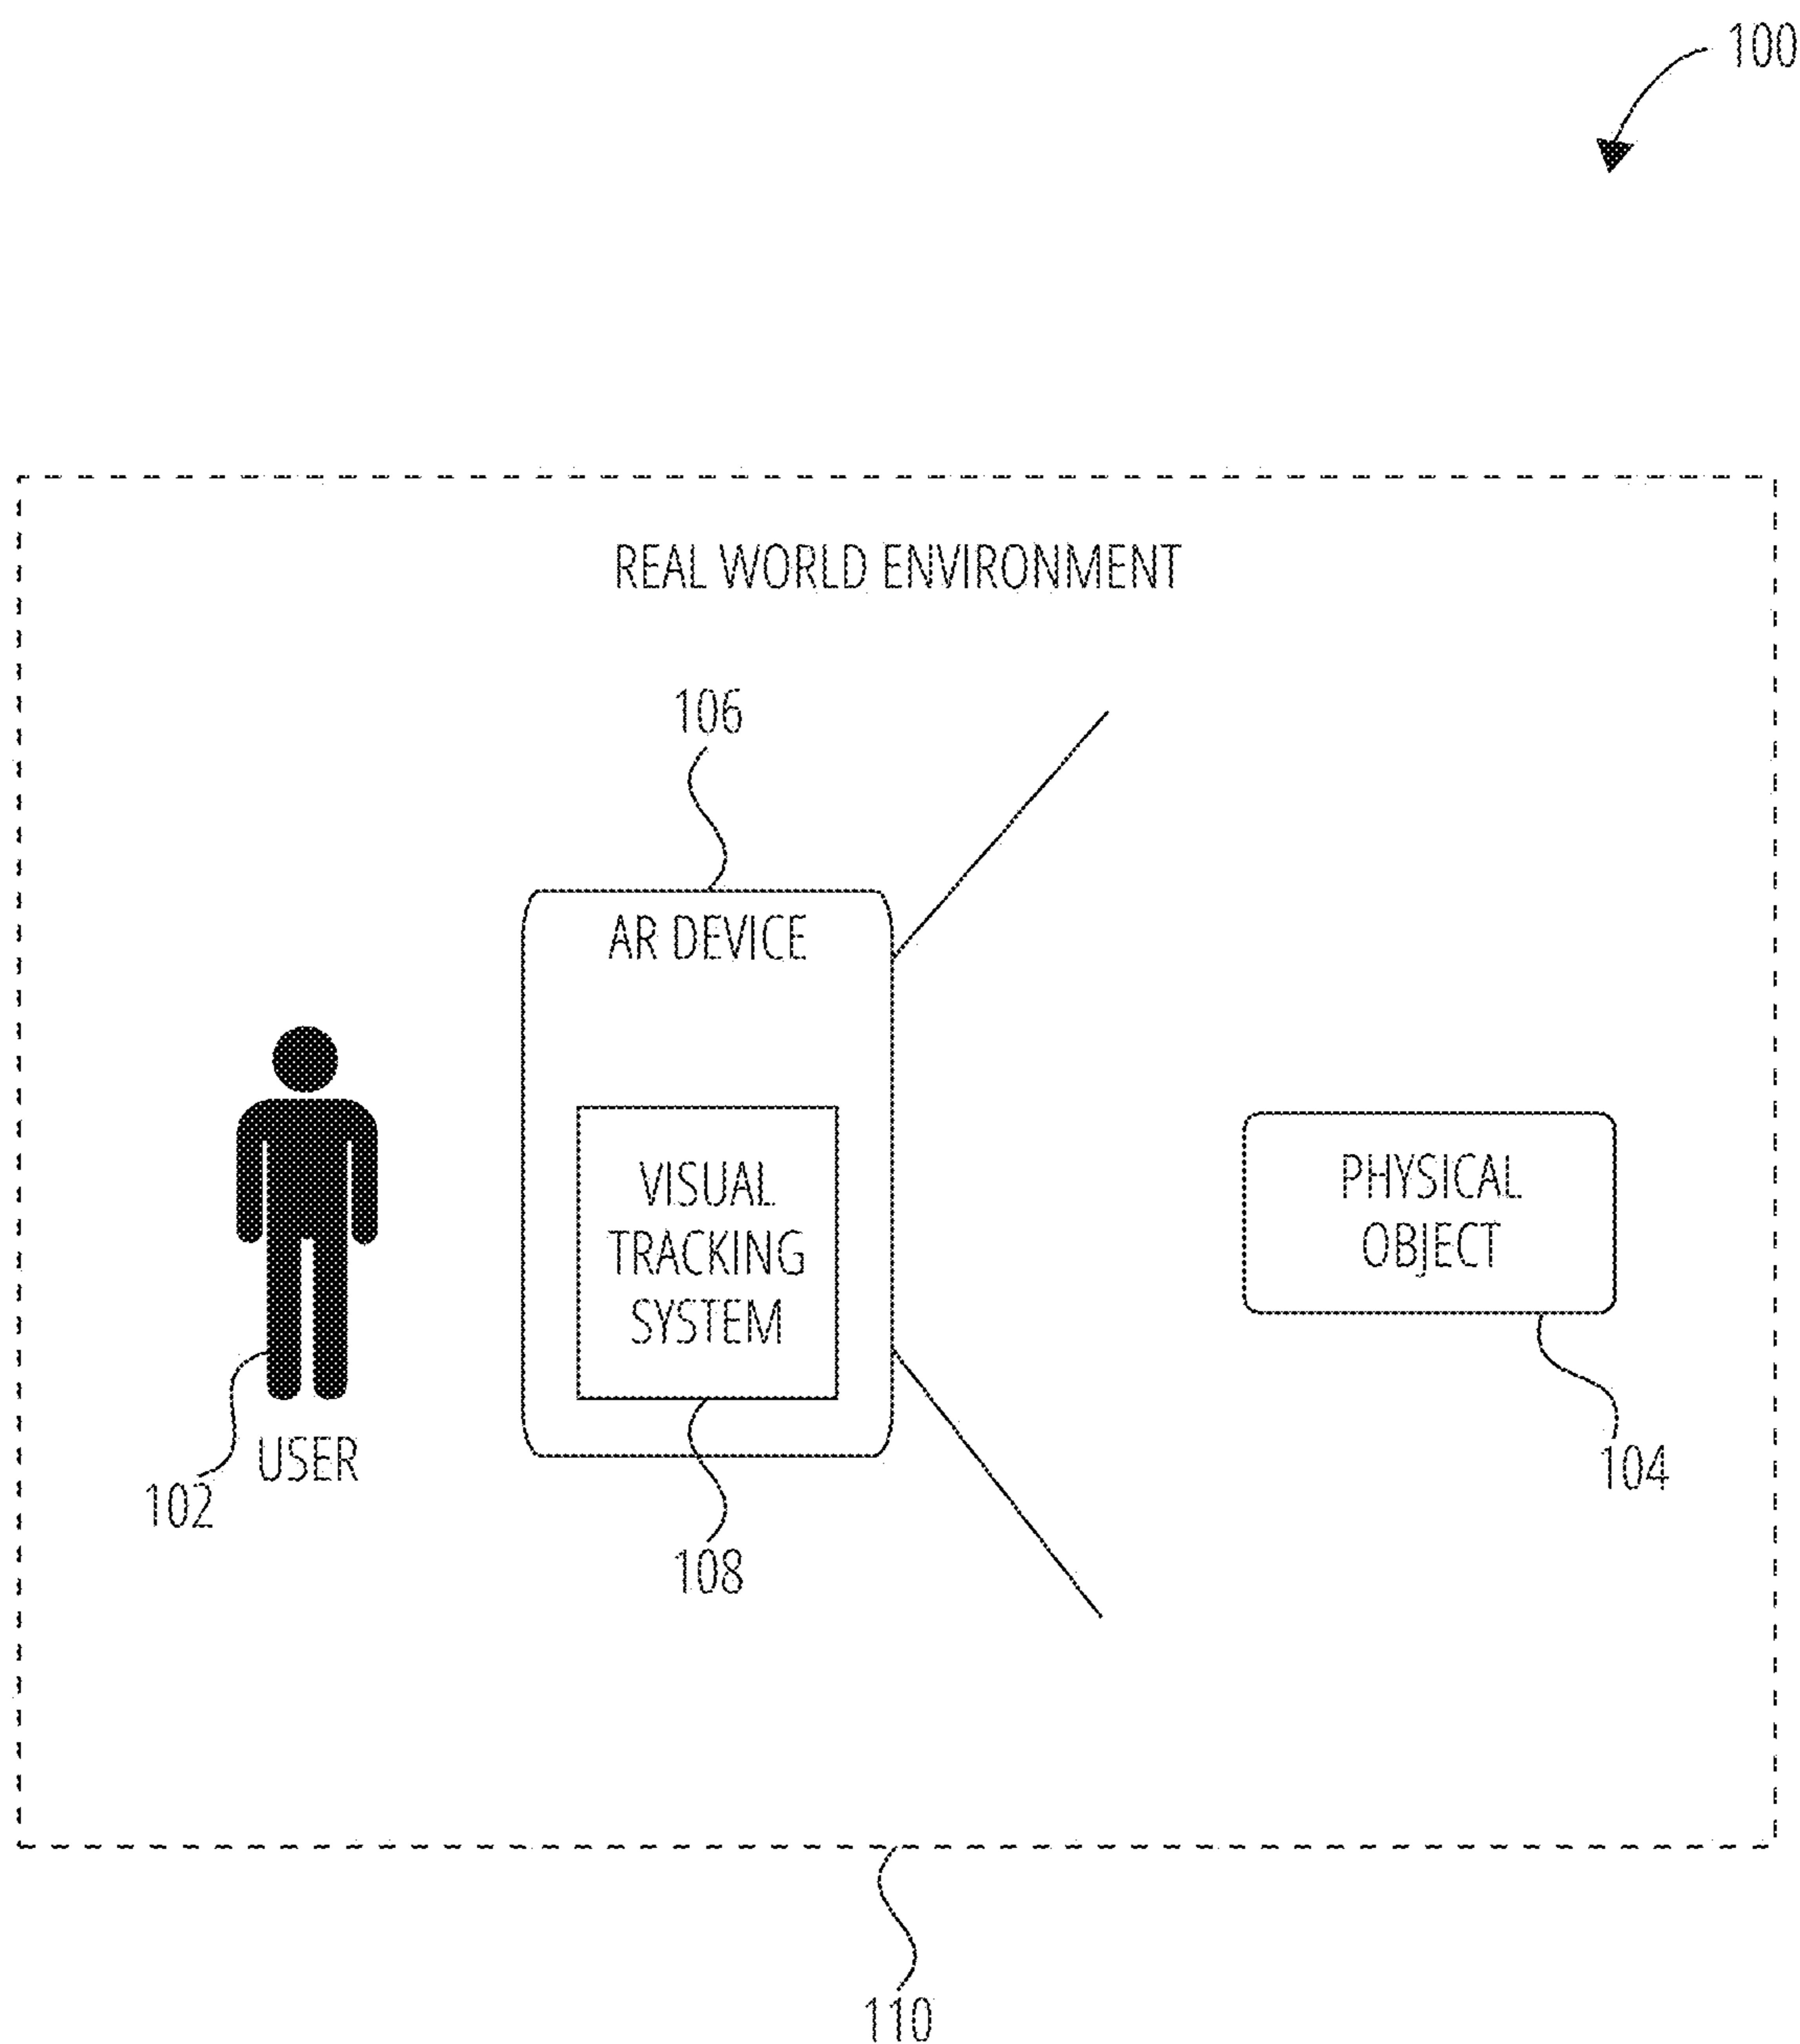 100
REAL WORLD ENVIRONMENT
106
AR DEVICE
VISUAL
TRACKING
SYSTEM
PHYSICAL
OBJECT
USER
102
104
108
110